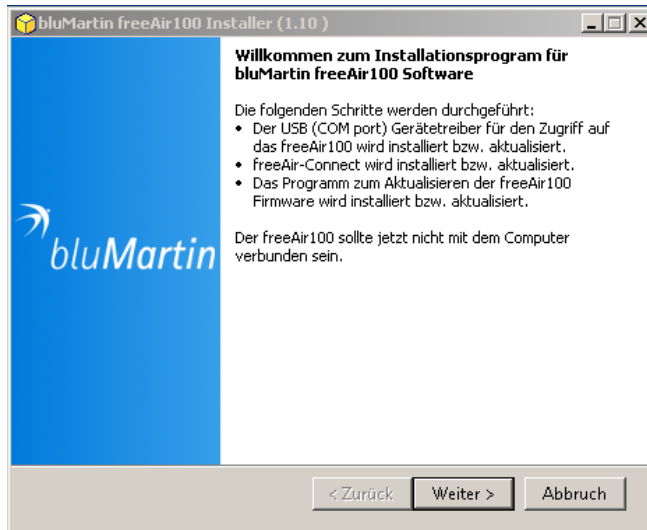 bluMartin freeAir100 Installer (1.10 )
Willkommen zum Installationsprogram für
bluMartin freeAir100 Software
Die folgenden Schritte werden durchgeführt:
• Der USB (COM port) Gerätetreiber für den Zugriff auf
das freeAir100 wird installiert bzw. aktualisiert.
• freeAir-Connect wird installiert bzw. aktualisiert.
• Das Programm zum Aktualisieren der freeAir100
Firmware wird installiert bzw. aktualisiert.
Der freeAir100 sollte jetzt nicht mit dem Computer
verbunden sein.
bluMartin
< Zurück
Weiter >
Abbruch